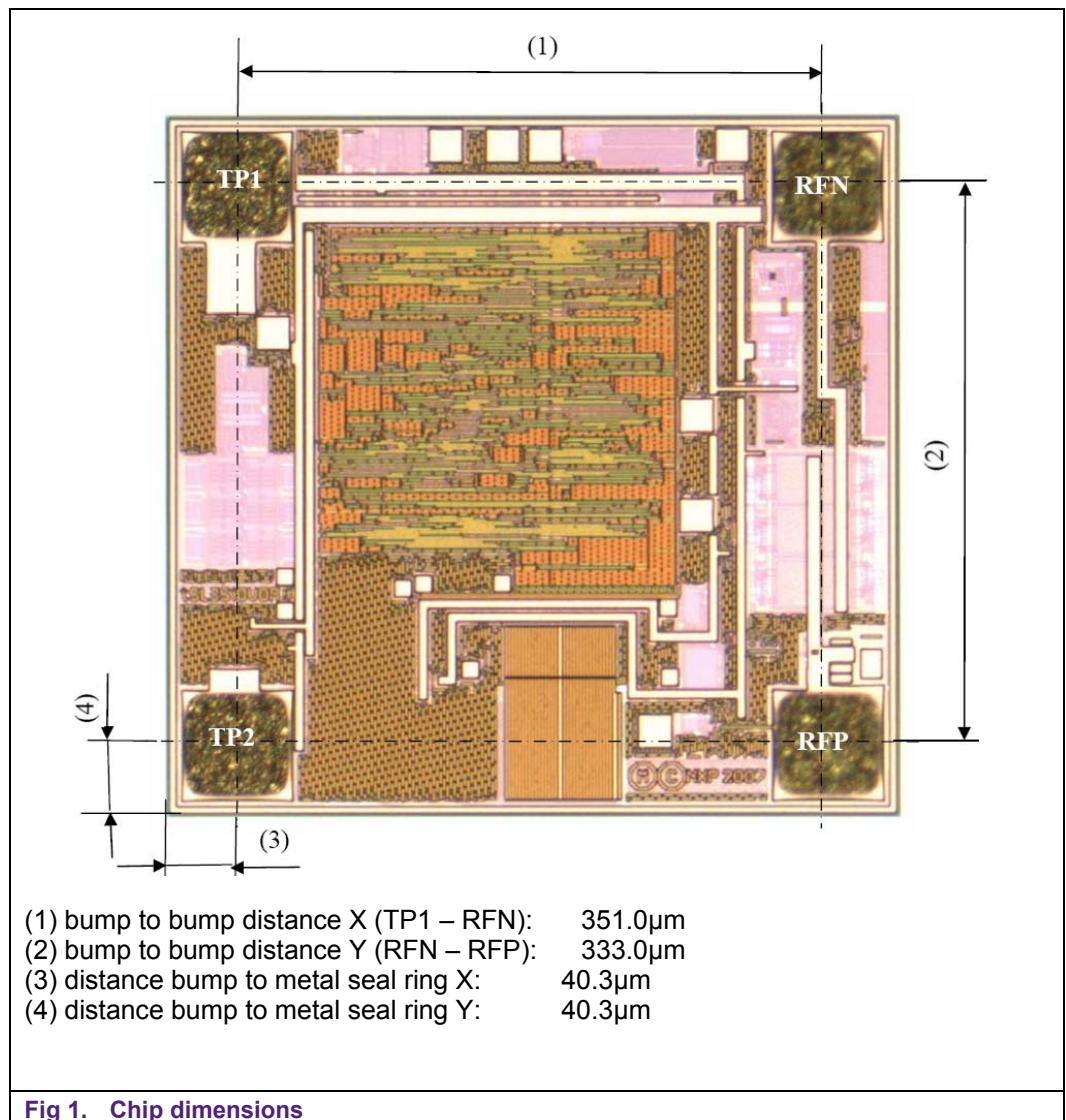 (1)
TP1
RFN
(2)
(4)
TP2
RFP
NXP 200
(3)
(1) bump to bump distance X (TP1 – RFN): 351.0µm
(2) bump to bump distance Y (RFN – RFP): 333.0µm
(3) distance bump to metal seal ring X: 40.3µm
(4) distance bump to metal seal ring Y: 40.3µm
Fig 1. Chip dimensions